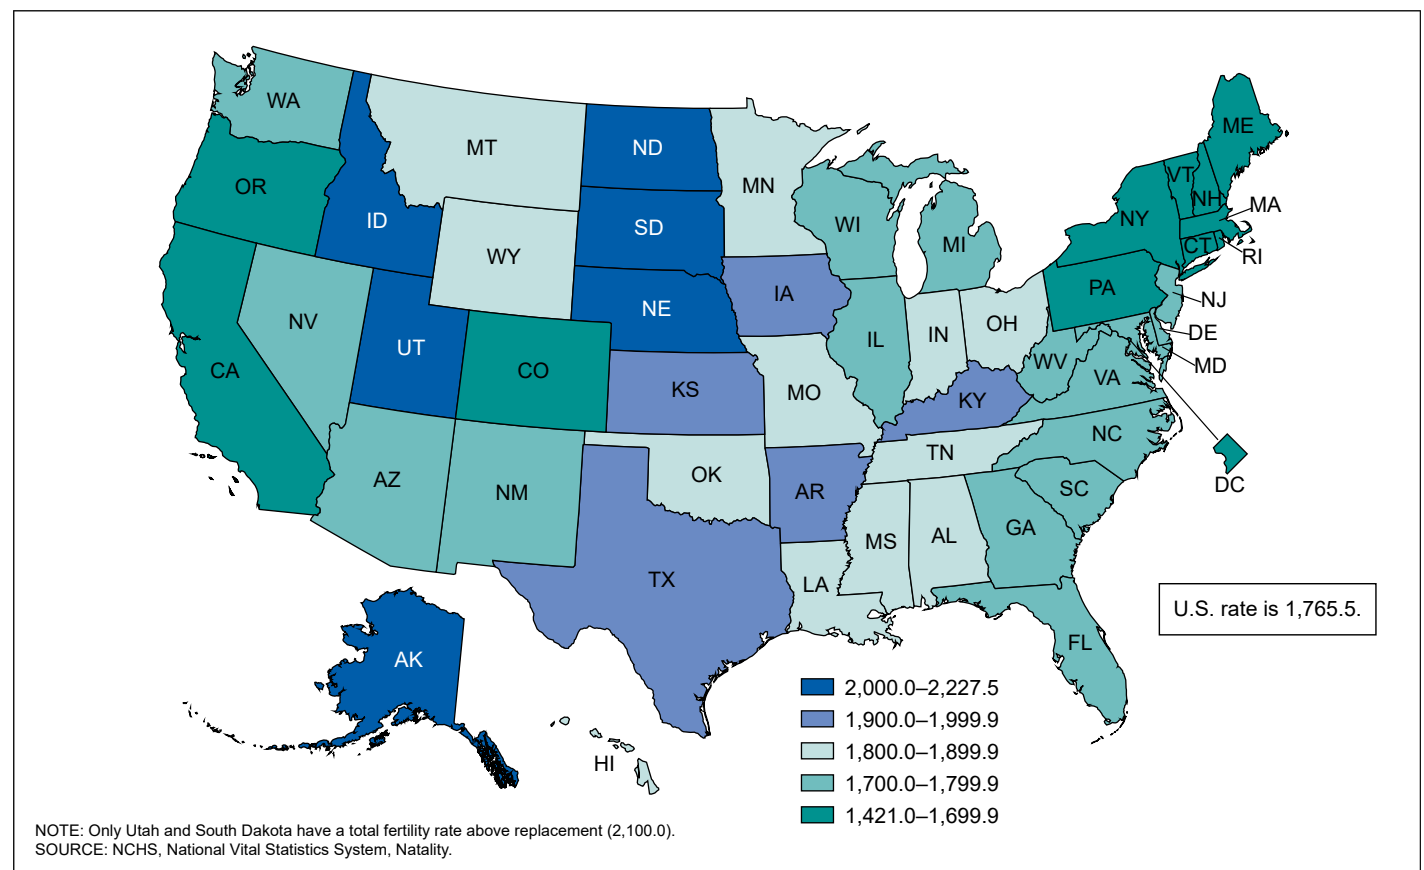 WA
MT
ND
ME
OR
MN
VT
NH
MA
ID
SD
WI
NY
MI
CT
RI
WY
IA
PA
NE
NJ
NV
UT
IL
IN
OH
DE
CO
WV
MD
CA
KS
MO
KY
VA
AZ
NM
OK
TN
NC
AR
SC
DC
MS
AL
GA
TX
LA
U.S. rate is 1,765.5.
FL
AK
2,000.0–2,227.5
1,900.0–1,999.9
1,800.0–1,899.9
HI
1,700.0–1,799.9
1,421.0–1,699.9
NOTE: Only Utah and South Dakota have a total fertility rate above replacement (2,100.0).
SOURCE: NCHS, National Vital Statistics System, Natality.